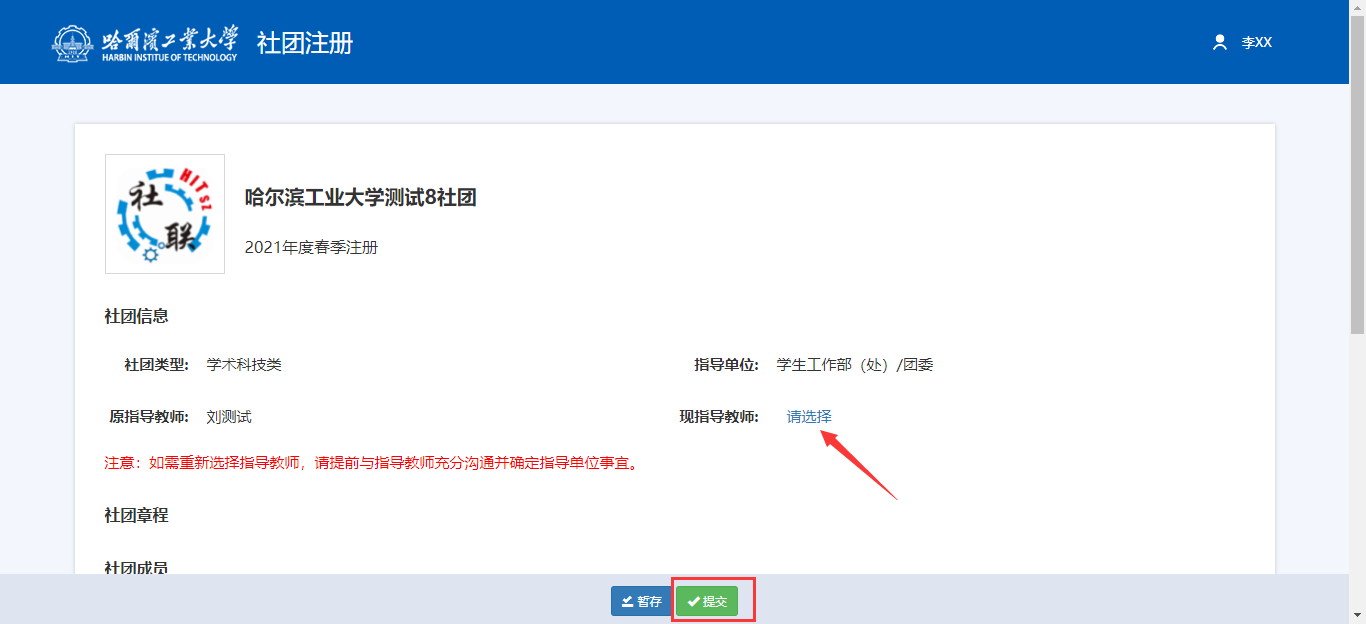 哈爾濱工業大学 社团注册
HARBIN INSTITUE OF TECHNOLOGY
李XX
社联
HITSZ
哈尔滨工业大学测试8社团
2021年度春季注册
社团信息
社团类型: 学术科技类 指导单位: 学生工作部（处）/团委
原指导教师: 刘测试 现指导教师: 请选择
注意：如需重新选择指导教师，请提前与指导教师充分沟通并确定指导单位事宜。
社团章程
社团成员
暂存 提交